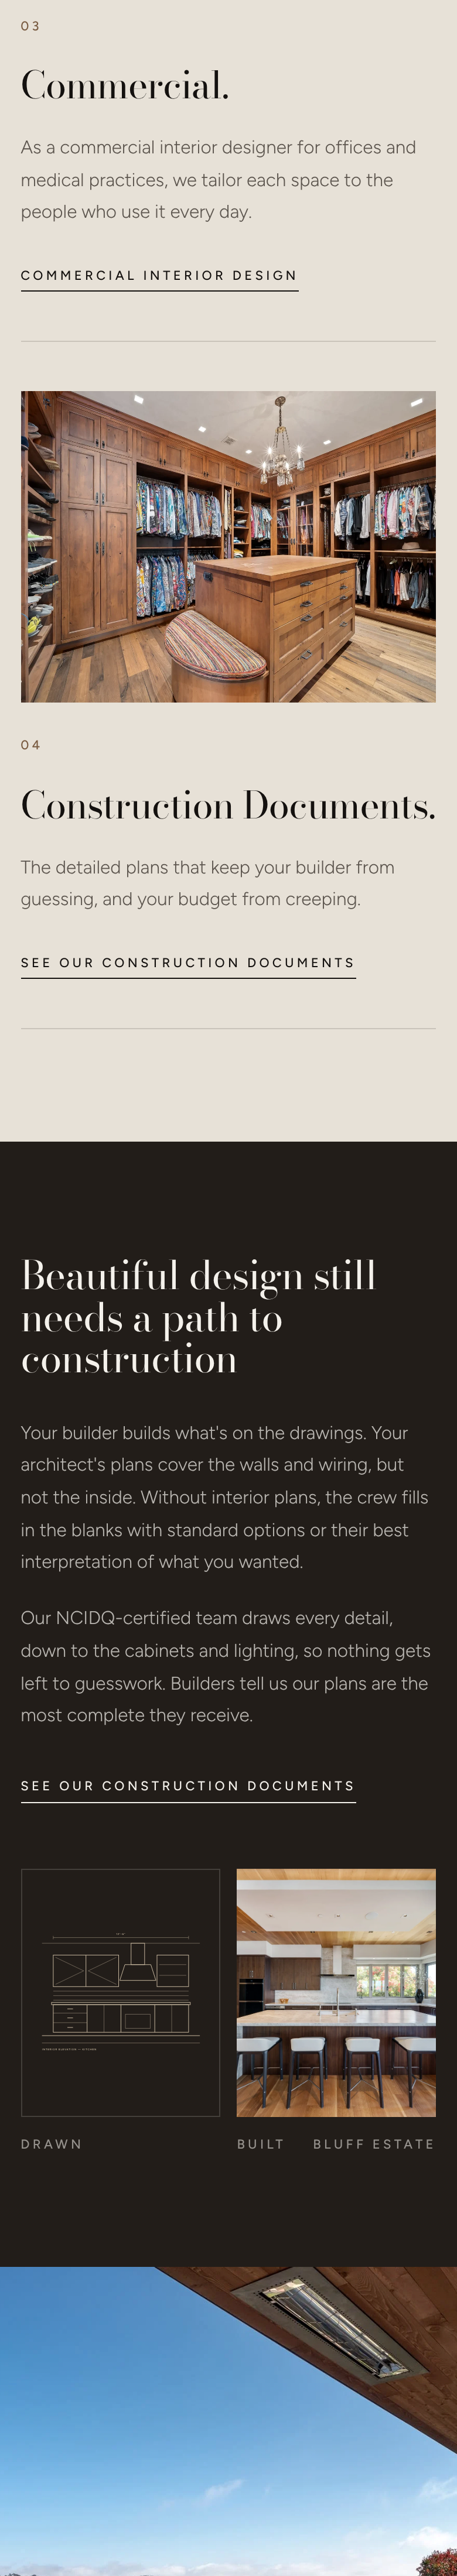 03
Commercial.
As a commercial interior designer for offices and
medical practices, we tailor each space to the
people who use it every day.
COMMERCIAL INTERIOR DESIGN
04
Construction Documents.
The detailed plans that keep your builder from
guessing, and your budget from creeping.
SEE OUR CONSTRUCTION DOCUMENTS
Beautiful design still
needs a path to
construction
Your builder builds what's on the drawings. Your
architect's plans cover the walls and wiring, but
not the inside. Without interior plans, the crew fills
in the blanks with standard options or their best
interpretation of what you wanted.
Our NCIDQ-certified team draws every detail,
down to the cabinets and lighting, so nothing gets
left to guesswork. Builders tell us our plans are the
most complete they receive.
SEE OUR CONSTRUCTION DOCUMENTS
INTERIOR ELEVATION — KITCHEN
DRAWN
BUILT BLUFF ESTATE